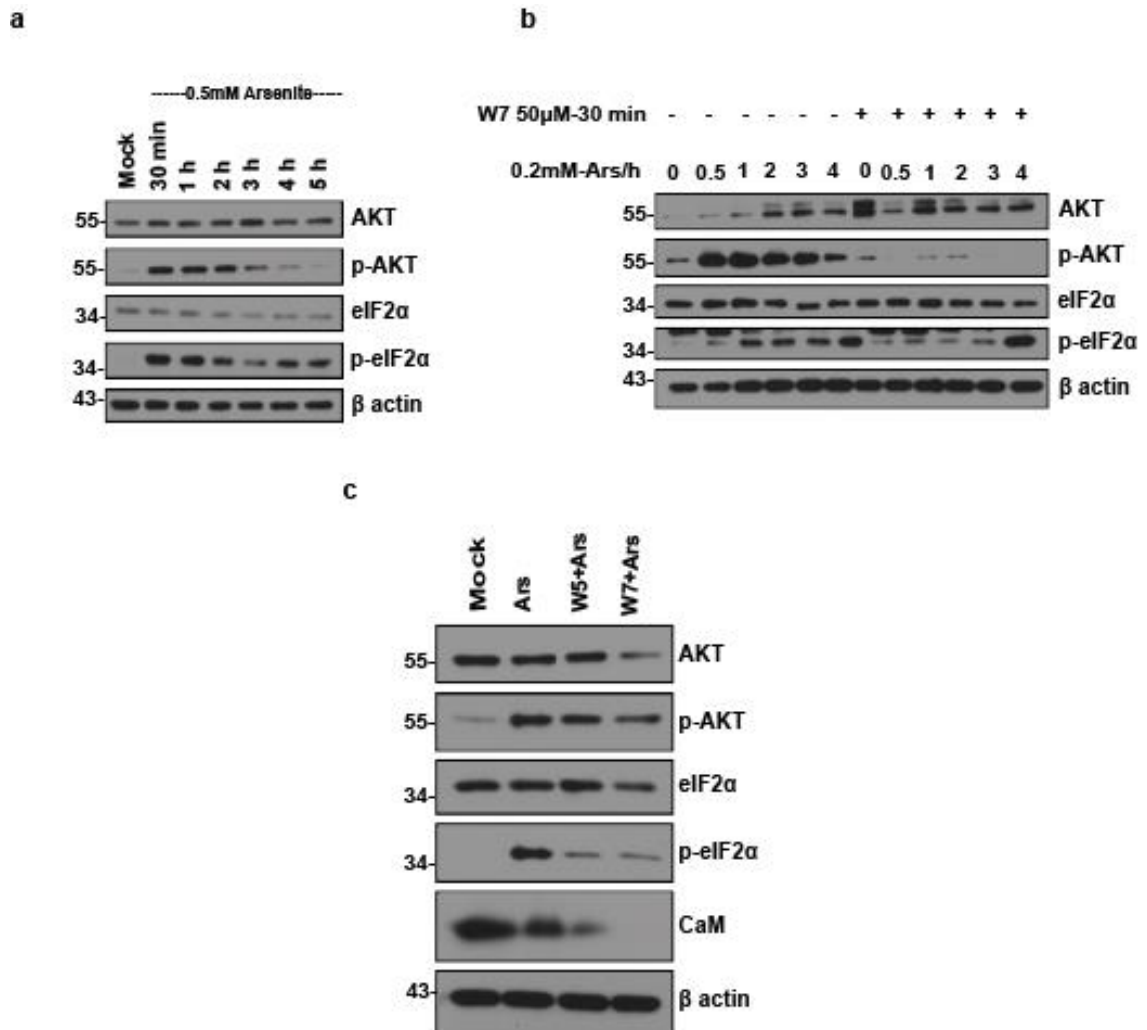 a
------0.5mM Arsenite-----
Mock 30 min 1 h 2 h 3 h 4 h 5 h
55- AKT
55- p-AKT
34- eIF2α
34- p-eIF2α
43- β actin
b
W7 50μM-30 min - - - - - - + + + + + +
0.2mM-Ars/h 0 0.5 1 2 3 4 0 0.5 1 2 3 4
55- AKT
55- p-AKT
34- eIF2α
34- p-eIF2α
43- β actin
c
Mock Ars W5+Ars W7+Ars
55- AKT
55- p-AKT
34- eIF2α
34- p-eIF2α
CaM
43- β actin